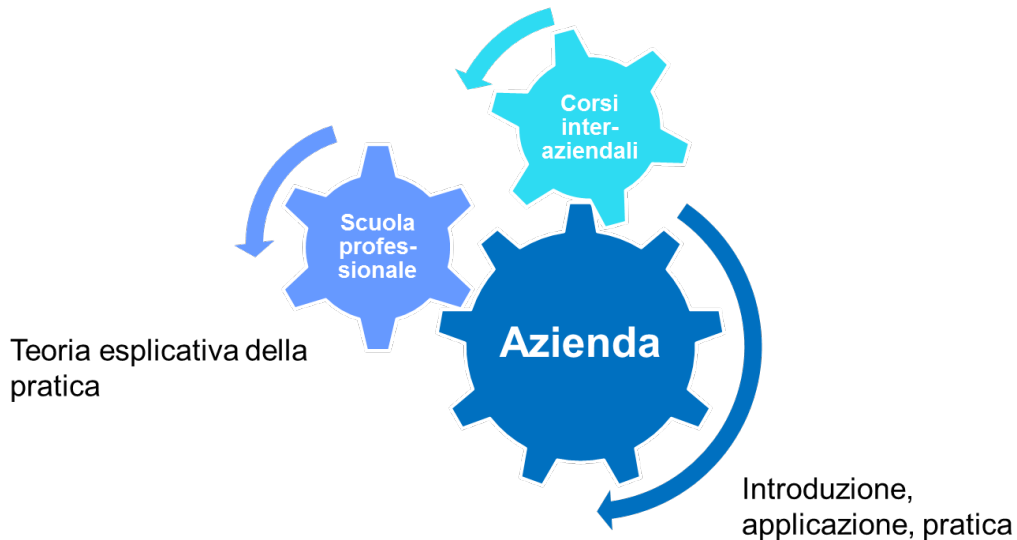 Corsi
inter-
aziendali
Scuola
profes-
sionale
Azienda
Teoria esplicativa della
pratica
Introduzione,
applicazione, pratica